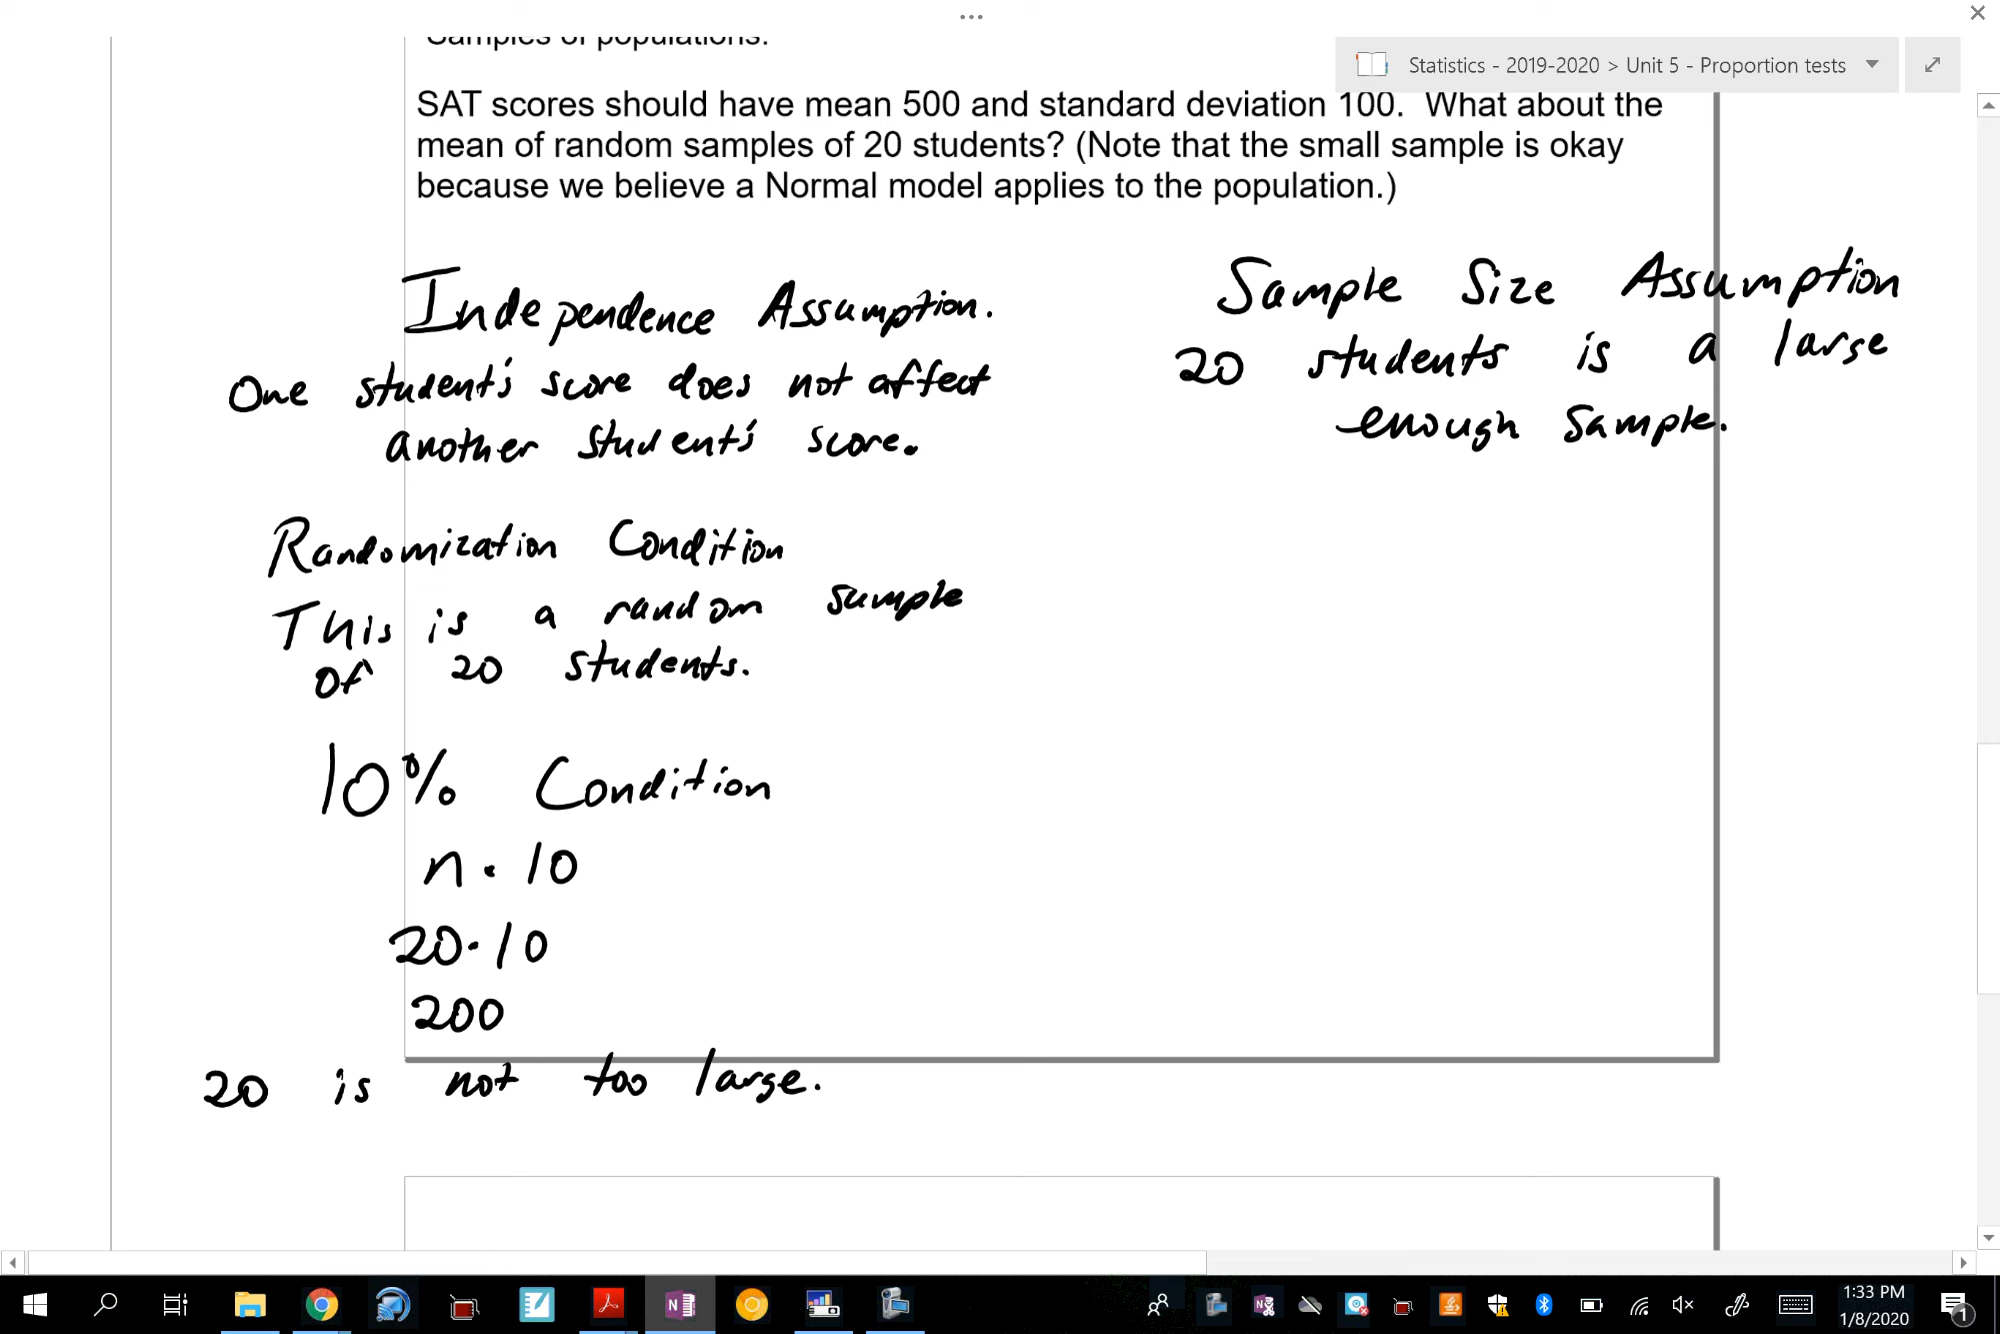 Statistics - 2019-2020 > Unit 5 - Proportion tests
Samples of populations.
SAT scores should have mean 500 and standard deviation 100. What about the
mean of random samples of 20 students? (Note that the small sample is okay
because we believe a Normal model applies to the population.)
Independence Assumption.
One student's score does not affect
another student's score.
Randomization Condition
This is a random sample
of 20 students.
10% Condition
n · 10
20 · 10
200
20 is not too large.
Sample Size Assumption
20 students is a large
enough sample.
1:33 PM
1/8/2020
1